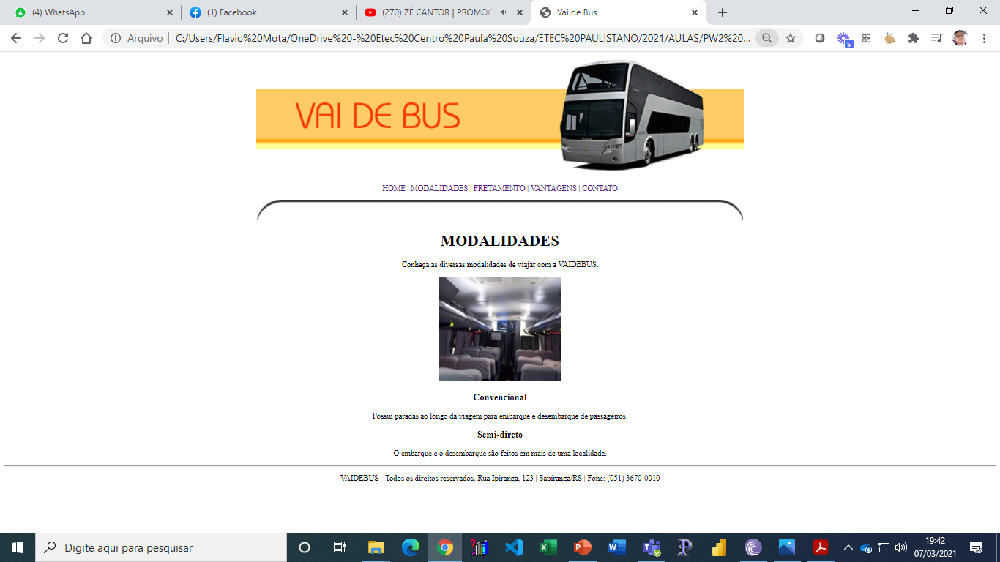 (4) WhatsApp
(1) Facebook
(270) ZÉ CANTOR | PROMOC
Vai de Bus
Arquivo
C:/Users/Flavio%20Mota/OneDrive%20-%20Etec%20Centro%20Paula%20Souza/ETEC%20PAULISTANO/2021/AULAS/PW2%20...
5
VAI DE BUS
HOME | MODALIDADES | FRETAMENTO | VANTAGENS | CONTATO
MODALIDADES
Conheça as diversas modalidades de viajar com a VAIDEBUS.
Convencional
Possui paradas ao longo da viagem para embarque e desembarque de passageiros.
Semi-direto
O embarque e o desembarque são feitos em mais de uma localidade.
VAIDEBUS - Todos os direitos reservados. Rua Ipiranga, 123 | Sapiranga/RS | Fone: (051) 3670-0010
Digite aqui para pesquisar
19:42
07/03/2021